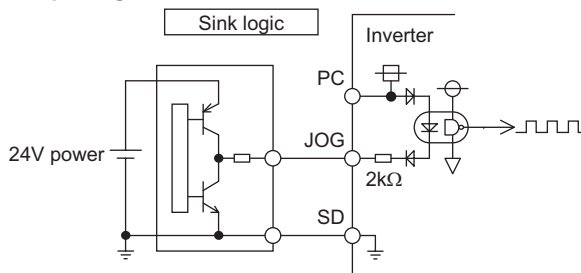 Sink logic
Inverter
PC
JOG
24V power
2kΩ
SD